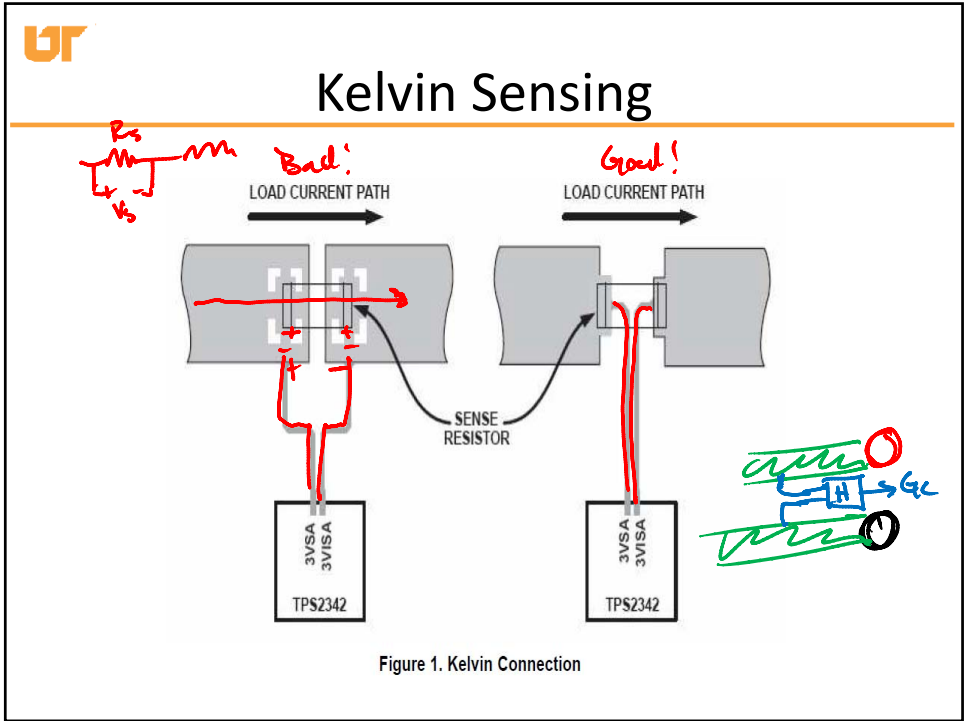 UT
Kelvin Sensing
Rs
Bad!
Good!
+ -
Vs
LOAD CURRENT PATH
LOAD CURRENT PATH
+ +
- -
+ -
SENSE
RESISTOR
H
Gc
3VSA
3VISA
TPS2342
3VSA
3VISA
TPS2342
Figure 1. Kelvin Connection